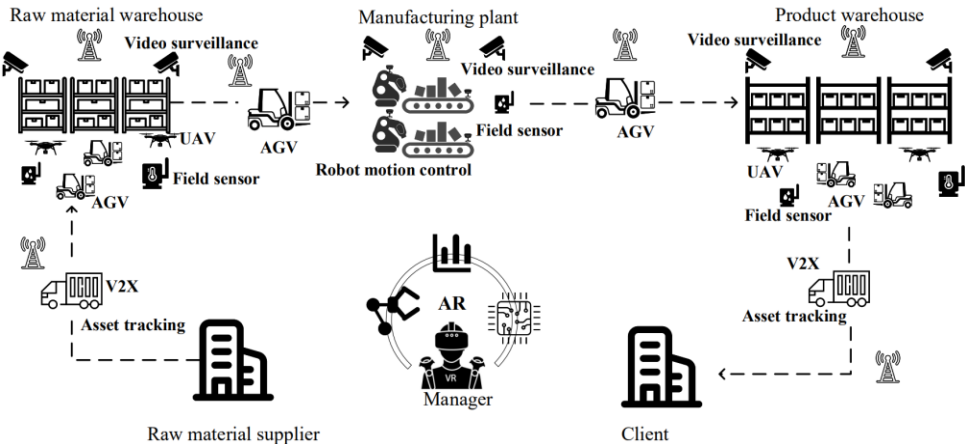 Raw material warehouse
Manufacturing plant
Product warehouse
Video surveillance
Video surveillance
Video surveillance
UAV
AGV
Field sensor
AGV
Robot motion control
Field sensor
AGV
UAV
Field sensor
AGV
V2X
Asset tracking
AR
VR
Manager
V2X
Asset tracking
Raw material supplier
Client